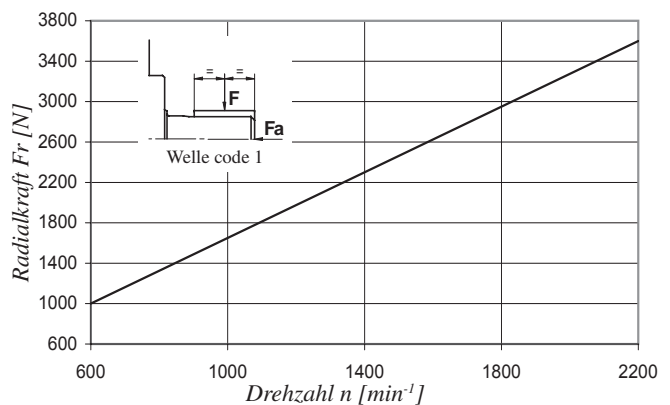 Radialkraft Fr [N]
3800
3400
3000
2600
2200
1800
1400
1000
600
= =
F
Fa
Welle code 1
600 1000 1400 1800 2200
Drehzahl n [min⁻¹]